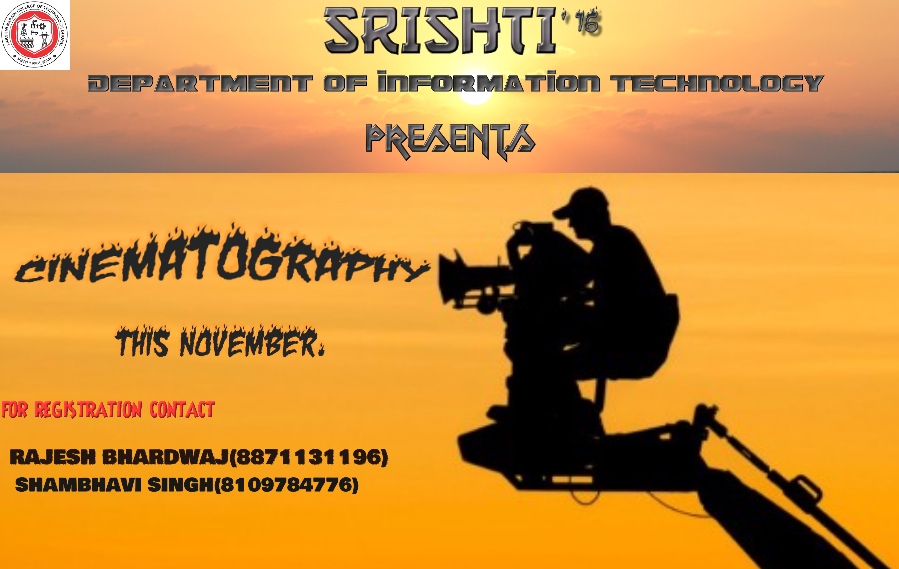 SRISHTI'16
DEPARTMENT OF INFORMATION TECHNOLOGY
PRESENTS
CINEMATOGRAPHY
THIS NOVEMBER.
FOR REGISTRATION CONTACT
RAJESH BHARDWAJ(8871131196)
SHAMBHAVI SINGH(8109784776)